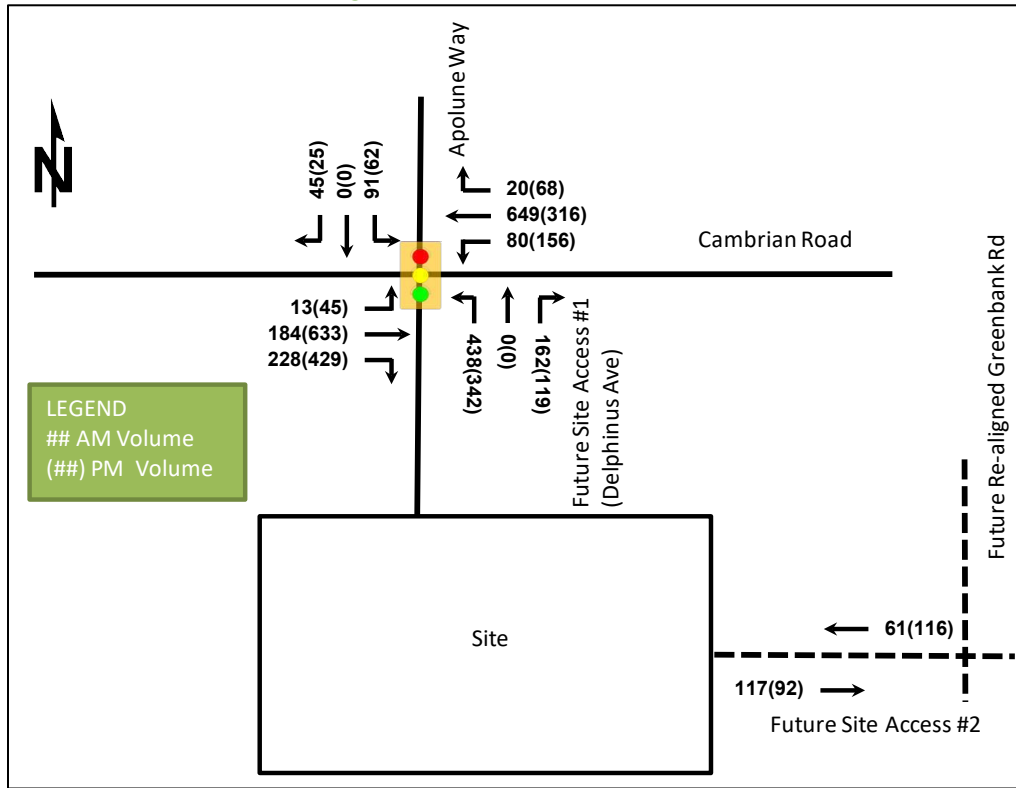 N
Apolune Way
45(25)
0(0)
91(62)
20(68)
649(316)
80(156)
Cambrian Road
13(45)
184(633)
228(429)
438(342)
0(0)
162(119)
Future Site Access #1
(Delphinus Ave)
Future Re-aligned Greenbank Rd
LEGEND
## AM Volume
(##) PM Volume
Site
61(116)
117(92)
Future Site Access #2